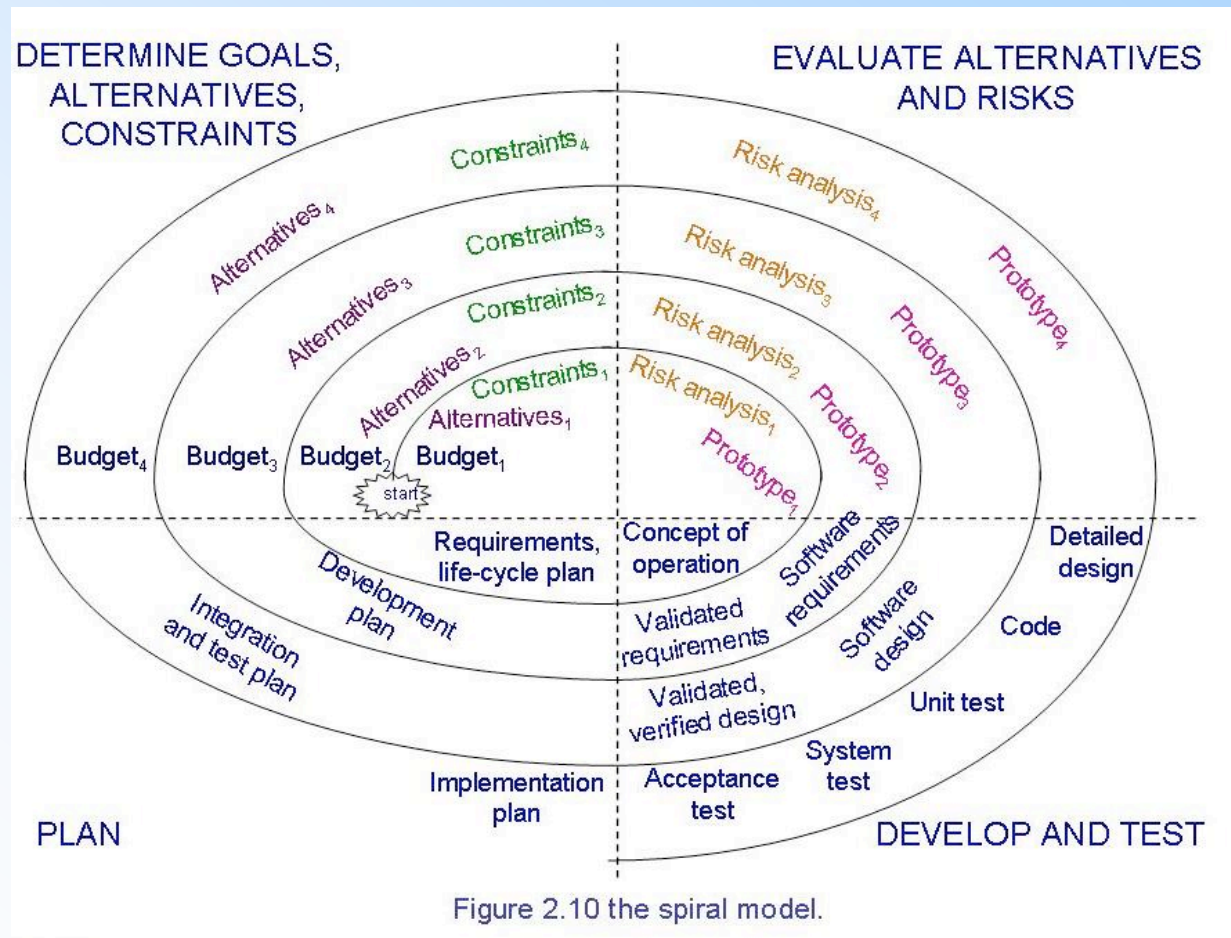 DETERMINE GOALS,
ALTERNATIVES,
CONSTRAINTS
EVALUATE ALTERNATIVES
AND RISKS
Constraints₄
Risk analysis₄
Alternatives₄
Constraints₃
Risk analysis₃
Prototype₄
Alternatives₃
Constraints₂
Risk analysis₂
Prototype₃
Alternatives₂
Constraints₁
Risk analysis₁
Prototype₂
Alternatives₁
Prototype₁
Budget₄
Budget₃
Budget₂
Budget₁
start
Requirements,
life-cycle plan
Concept of
operation
Software
requirements
Detailed
design
Development
plan
Validated
requirements
Software
design
Code
Integration
and test plan
Validated,
verified design
Unit test
Implementation
plan
Acceptance
test
System
test
PLAN
DEVELOP AND TEST
Figure 2.10 the spiral model.